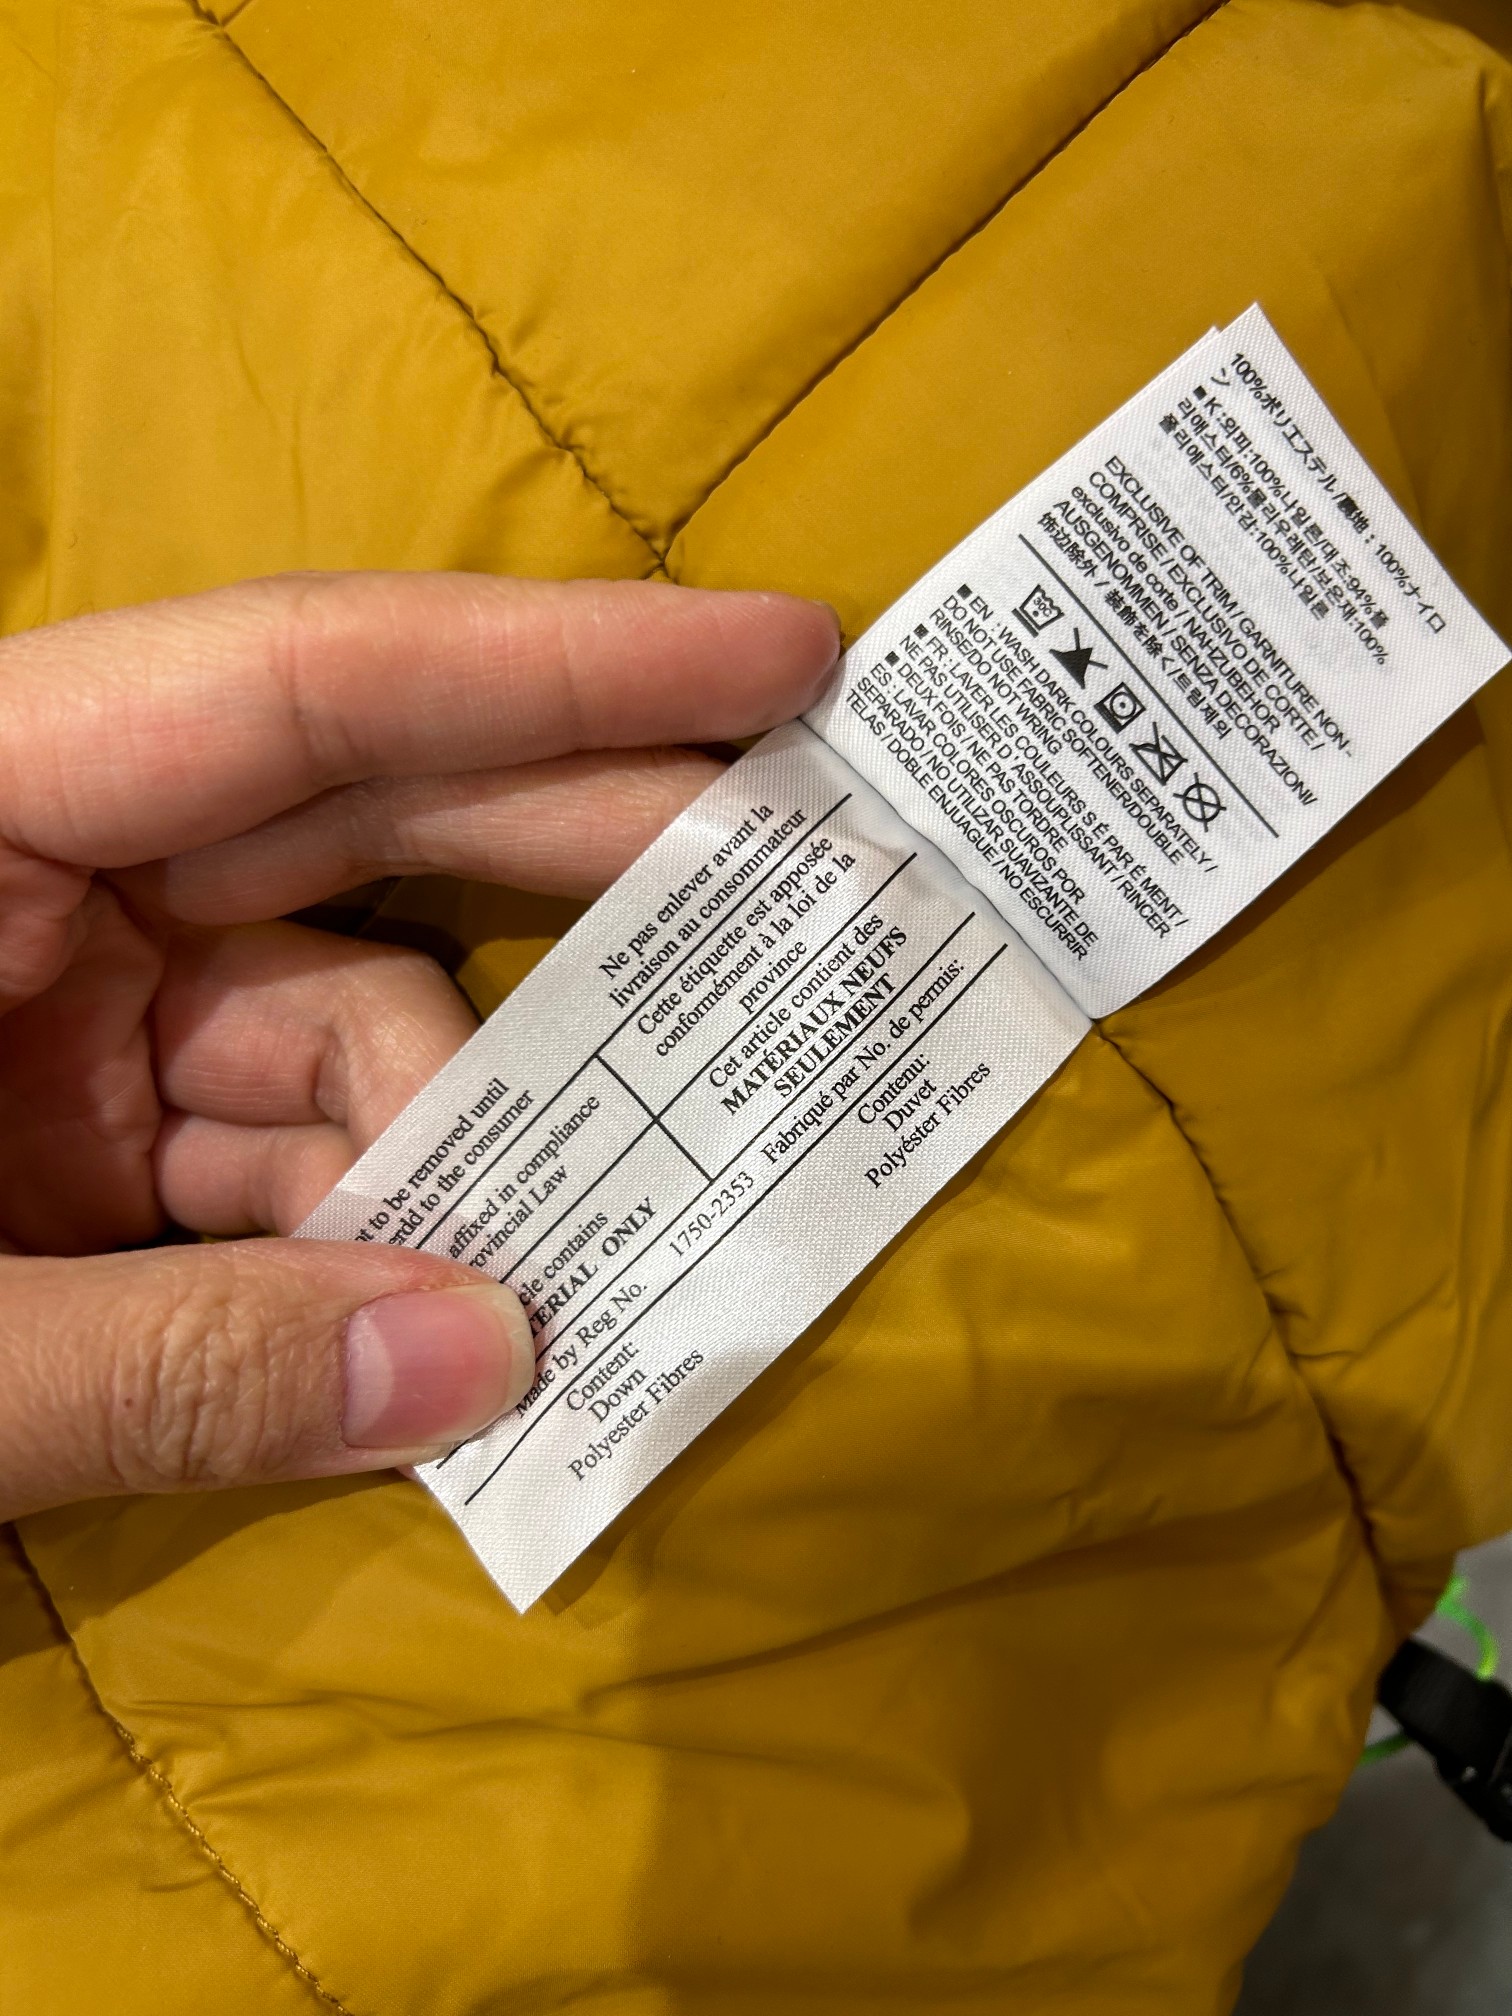 100%ポリエステル/裏地：100%ナイロ
ン
■ K :외피:100%나일론/대조:94%폴
리에스터/6%폴리우레탄/보온재:100%
폴리에스터/안감:100%나일론
EXCLUSIVE OF TRIM / GARNITURE NON-
COMPRISE / EXCLUSIVO DE CORTE /
exclusivo de corte / NAHZUBEHOR
AUSGENOMMEN / SENZA DECORAZIONI/
饰边除外 / 装飾を除く/트림제외
30C
■ EN : WASH DARK COLOURS SEPARATELY /
DO NOT USE FABRIC SOFTENER/DOUBLE
RINSE/DO NOT WRING
■ FR : LAVER LES COULEURS S É PAR É MENT /
NE PAS UTILISER D'ASSOUPLISSANT / RINCER
■ DEUX FOIS / NE PAS TORDRE
ES : LAVAR COLORES OSCUROS POR
SEPARADO / NO UTILIZAR SUAVIZANTE DE
TELAS / DOBLE ENJUAGUE / NO ESCURRIR
to be removed until
to the consumer
Ne pas enlever avant la
livraison au consommateur
affixed in compliance
Law
Cette étiquette est apposée
conformément à la loi de la
province
contains
ONLY
Cet article contient des
MATÉRIAUX NEUFS
SEULEMENT
Made by Reg No. 1750-2353 Fabriqué par No. de permis:
Content:
Down
Polyester Fibres
Contenu:
Duvet
Polyéster Fibres